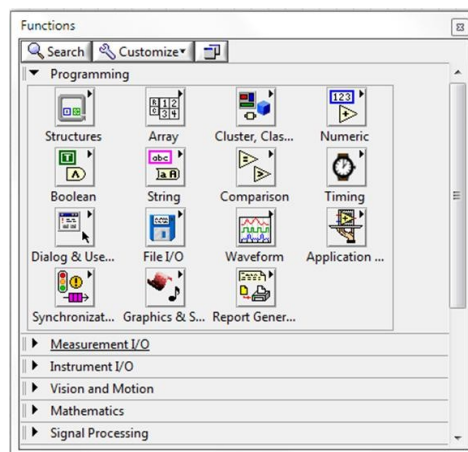 Functions
Search Customize
Programming
Structures Array Cluster, Clas... Numeric
Boolean String Comparison Timing
Dialog & Use... File I/O Waveform Application ...
Synchronizat... Graphics & S... Report Gener...
Measurement I/O
Instrument I/O
Vision and Motion
Mathematics
Signal Processing